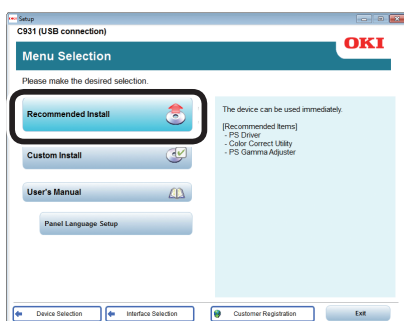 OKI Setup
C931 (USB connection)
OKI
Menu Selection
Please make the desired selection.
Recommended Install
Custom Install
User's Manual
Panel Language Setup
The device can be used immediately.
[Recommended Items]
- PS Driver
- Color Correct Utility
- PS Gamma Adjuster
Device Selection
Interface Selection
Customer Registration
Exit